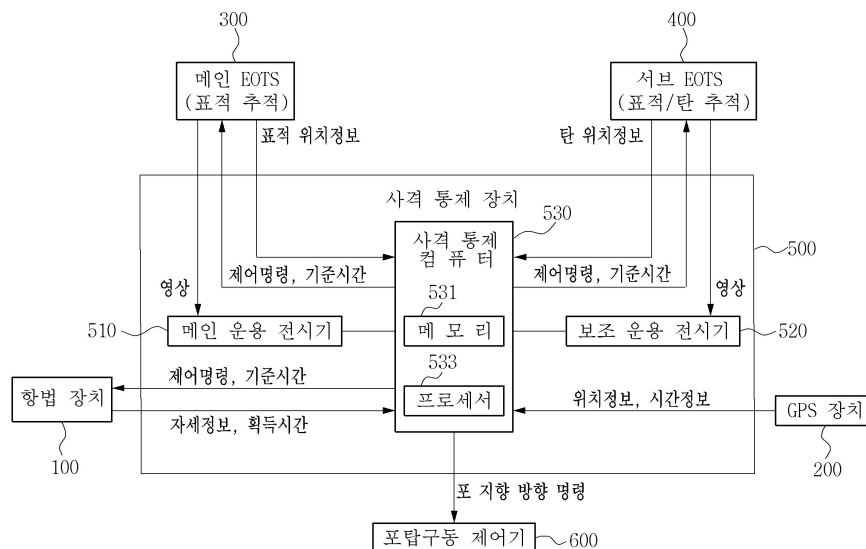 300
400
메인 EOTS
(표적 추적)
서브 EOTS
(표적/탄 추적)
표적 위치정보
탄 위치정보
사격 통제 장치
530
사격 통제
컴 퓨 터
500
제어명령, 기준시간
제어명령, 기준시간
영상
영상
531
510
메인 운용 전시기
메 모 리
보조 운용 전시기
520
제어명령, 기준시간
533
항법 장치
프로세서
위치정보, 시간정보
GPS 장치
자세정보, 획득시간
100
200
포 지향 방향 명령
포탑구동 제어기
600